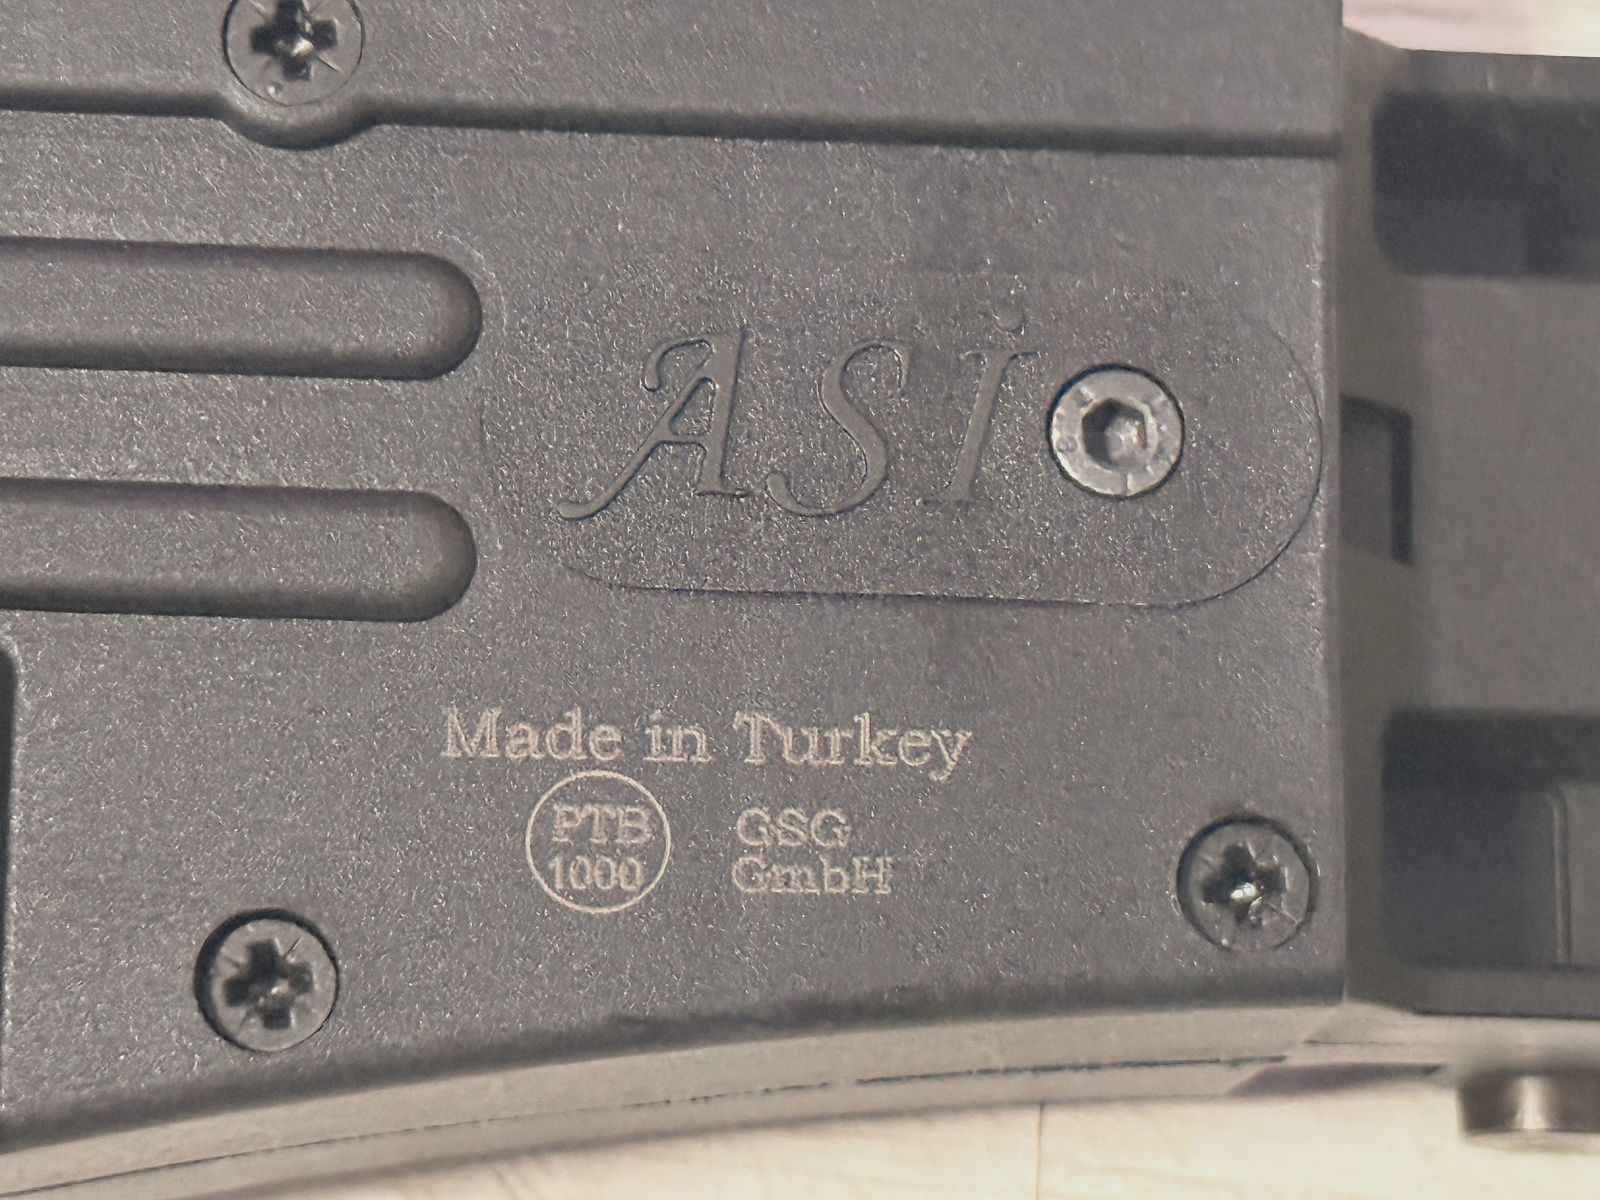 ASİ
Made in Turkey
PTB
1000
GSG
GmbH